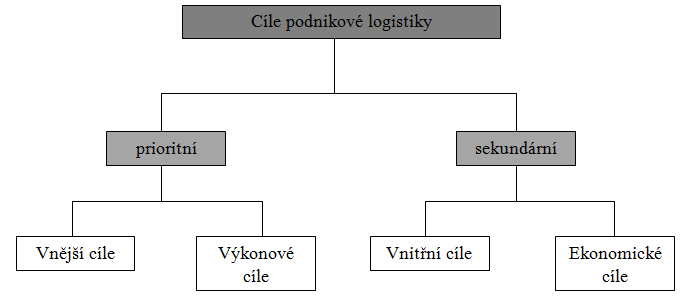 Cíle podnikové logistiky
prioritní
sekundární
Vnější cíle
Výkonové
cíle
Vnitřní cíle
Ekonomické
cíle